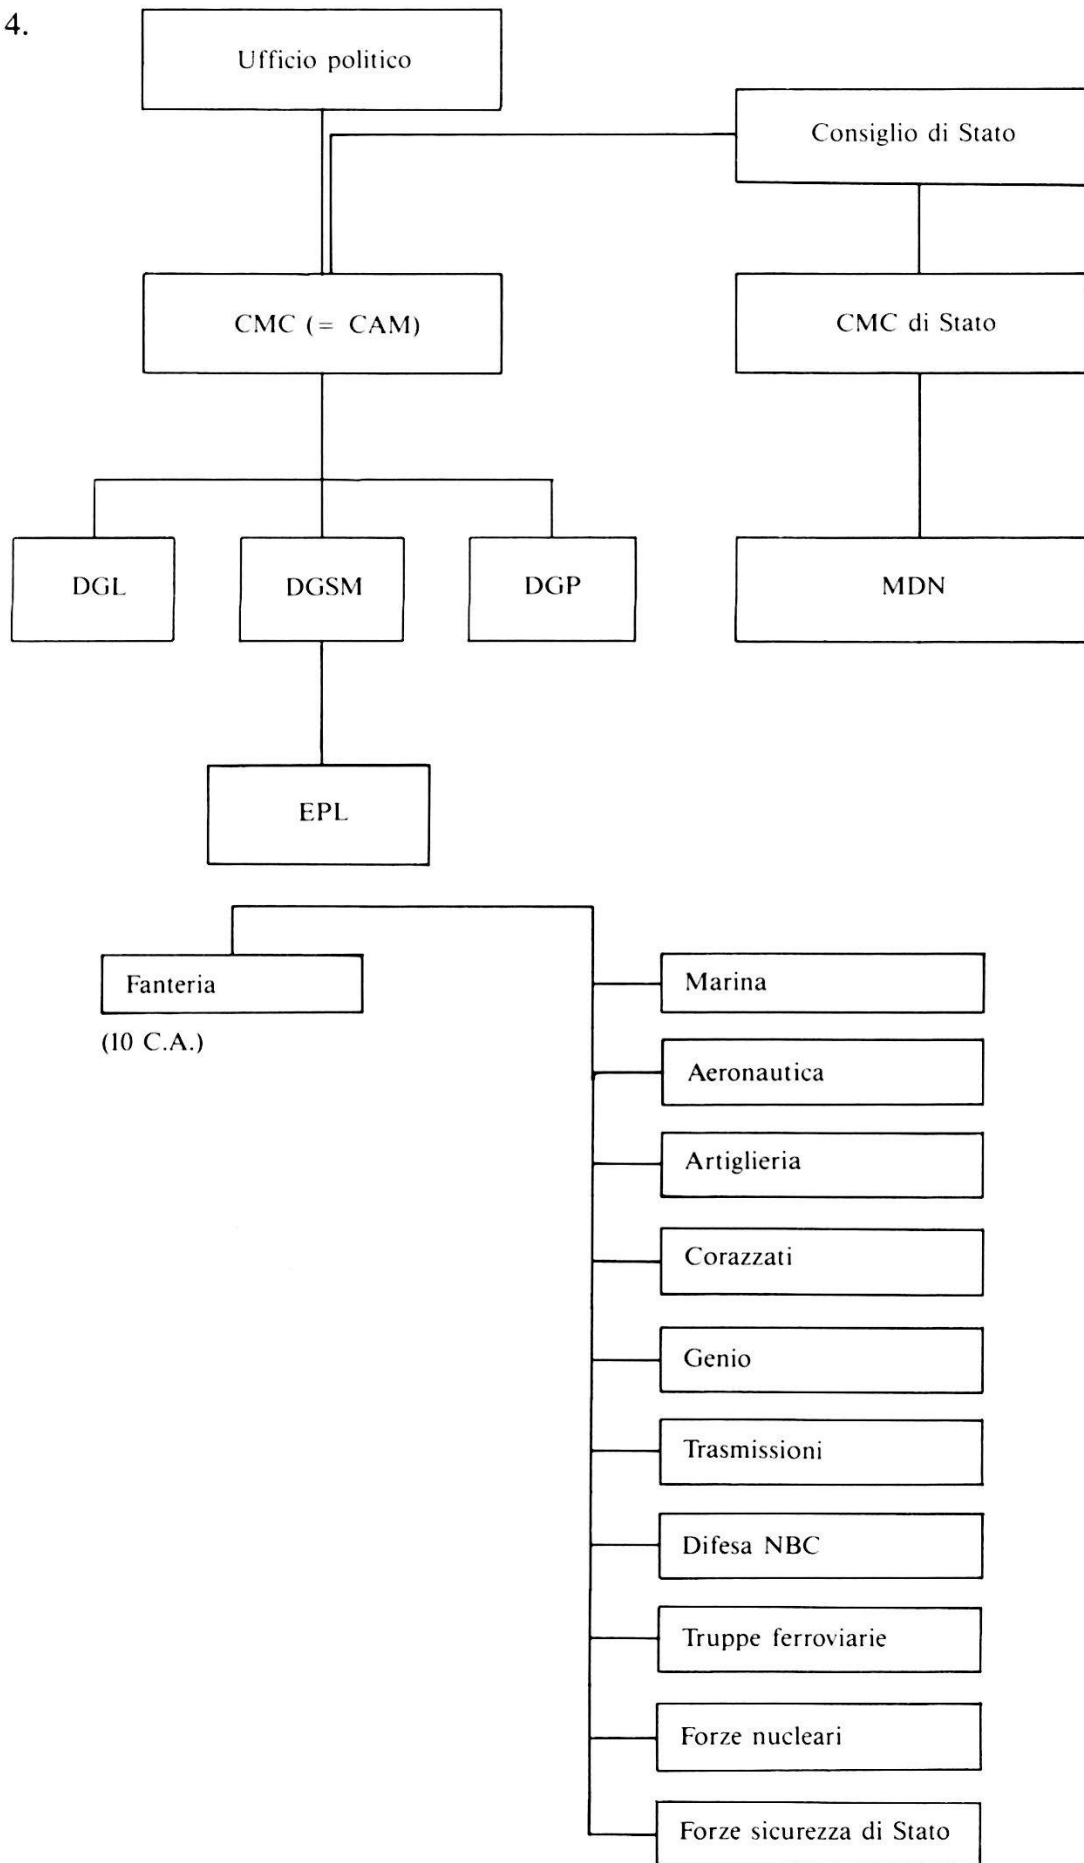 4.
Ufficio politico
Consiglio di Stato
CMC (= CAM)
CMC di Stato
DGL
DGSM
DGP
MDN
EPL
Fanteria
(10 C.A.)
Marina
Aeronautica
Artiglieria
Corazzati
Genio
Trasmissioni
Difesa NBC
Truppe ferroviarie
Forze nucleari
Forze sicurezza di Stato